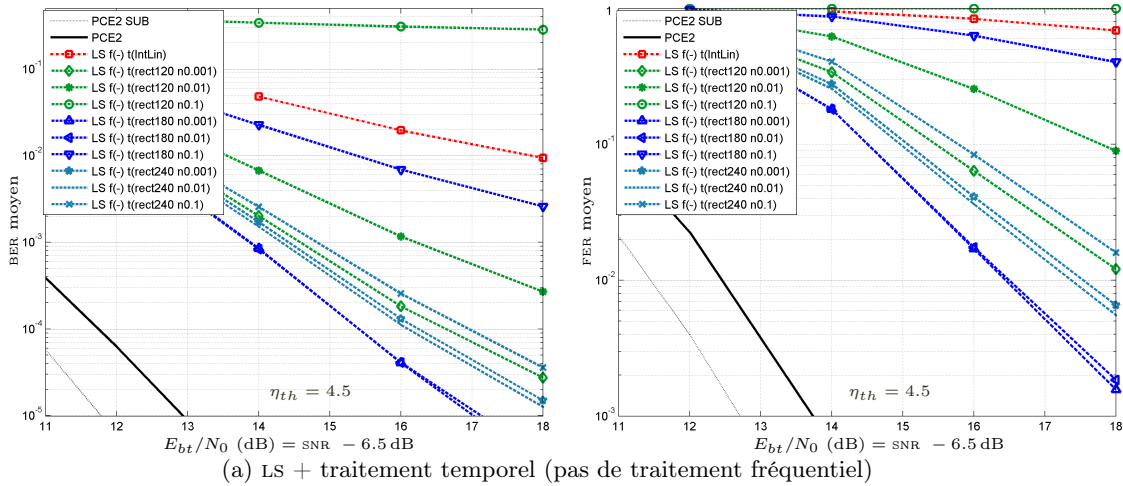 PCE2 SUB
PCE2
LS f(-) t(IntLin)
LS f(-) t(rect120 n0.001)
LS f(-) t(rect120 n0.01)
LS f(-) t(rect120 n0.1)
LS f(-) t(rect180 n0.001)
LS f(-) t(rect180 n0.01)
LS f(-) t(rect180 n0.1)
LS f(-) t(rect240 n0.001)
LS f(-) t(rect240 n0.01)
LS f(-) t(rect240 n0.1)
BER moyen
10^-1
10^-2
10^-3
10^-4
10^-5
η_th = 4.5
11 12 13 14 15 16 17 18
E_bt/N_0 (dB) = SNR − 6.5 dB
PCE2 SUB
PCE2
LS f(-) t(IntLin)
LS f(-) t(rect120 n0.001)
LS f(-) t(rect120 n0.01)
LS f(-) t(rect120 n0.1)
LS f(-) t(rect180 n0.001)
LS f(-) t(rect180 n0.01)
LS f(-) t(rect180 n0.1)
LS f(-) t(rect240 n0.001)
LS f(-) t(rect240 n0.01)
LS f(-) t(rect240 n0.1)
FER moyen
1
10^-1
10^-2
10^-3
η_th = 4.5
11 12 13 14 15 16 17 18
E_bt/N_0 (dB) = SNR − 6.5 dB
(a) LS + traitement temporel (pas de traitement fréquentiel)